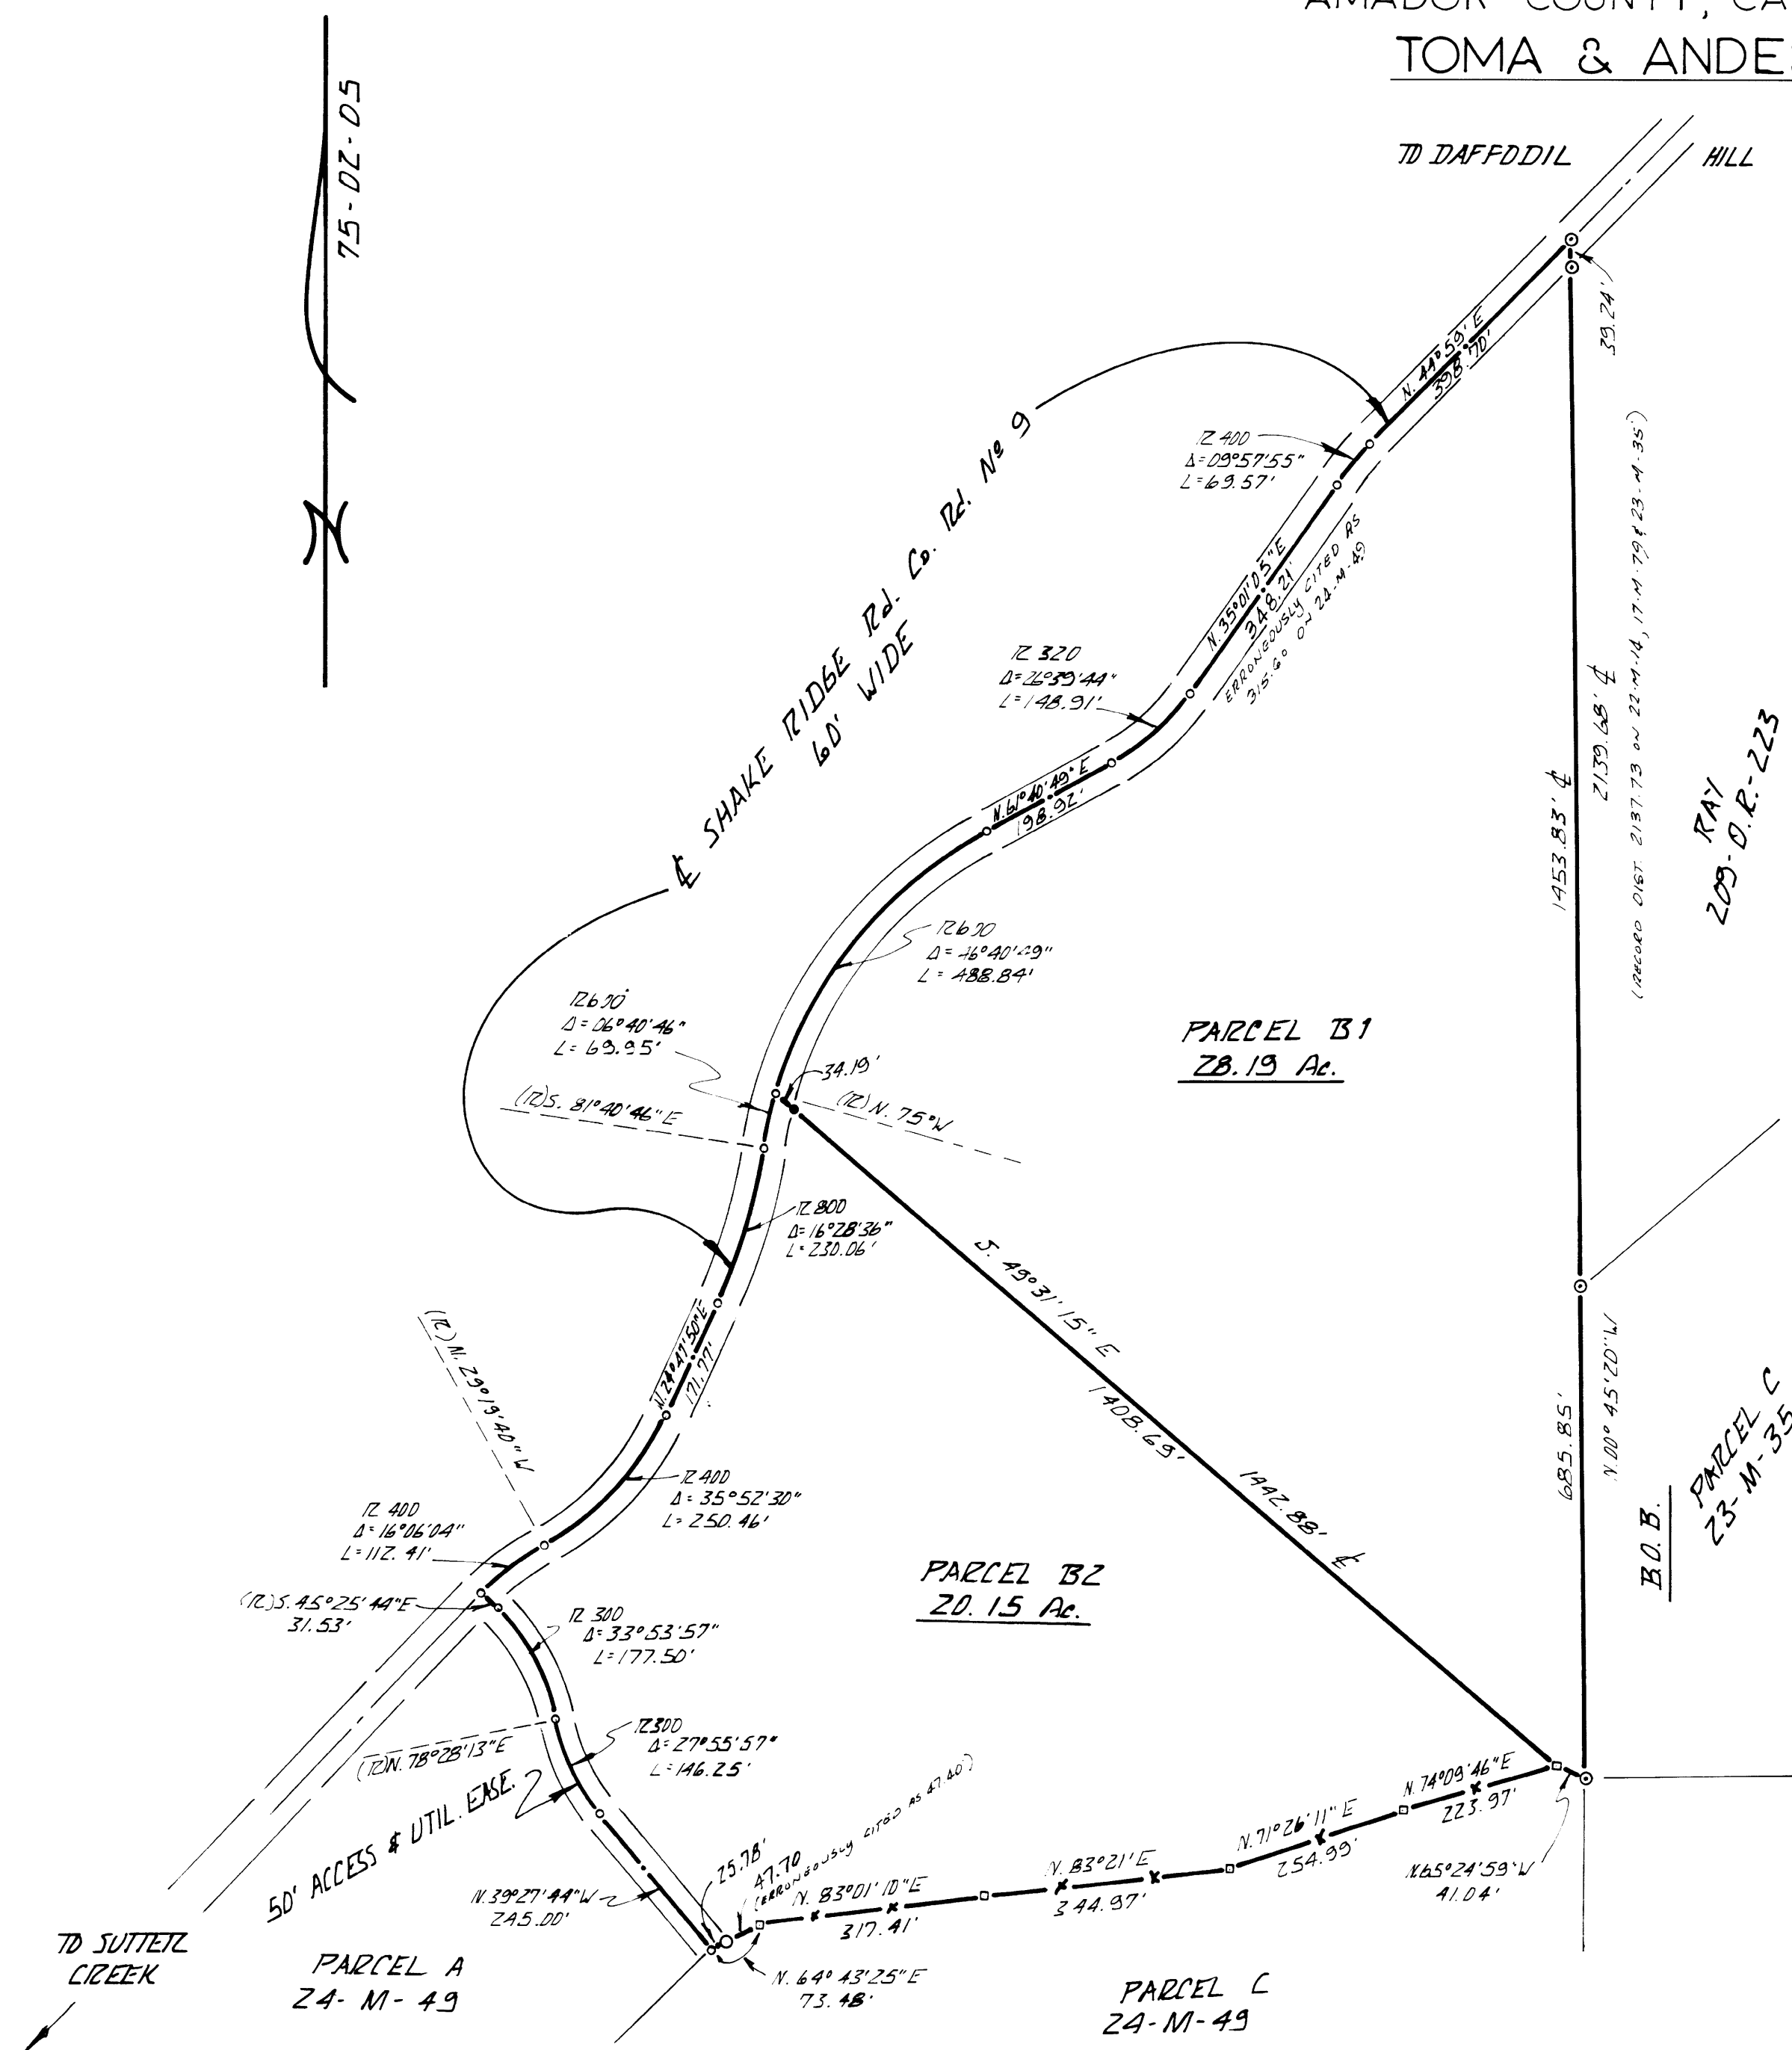 AMADOR COUNTY, CA
TOMA & ANDE
75-02-05
N
TO DAFFODIL HILL
39.24'
N. 44°59' E
398.70'
R 400
Δ=09°57'55"
L=69.57'
N.35°01'05"E
348.21'
ERRONEOUSLY CITED AS
315.60 ON 24-M-49
₵ SHAKE RIDGE Rd. Co. Rd. Nº 9
60' WIDE
R 320
Δ=26°39'44"
L=148.91'
N.61°40'49"E
198.92'
1453.83' ₵
2139.68' ₵
(RECORD DIST. 2137.73 ON 22-M-14, 17-M-79 & 23-M-35)
RAY
209-O.R.-223
R600
Δ=46°40'49"
L=488.84'
R600'
Δ=06°40'46"
L=69.95'
34.19'
(R) N. 75°W
(R)S. 81°40'46"E
PARCEL B1
28.19 Ac.
R 800
Δ=16°28'36"
L=230.06'
S. 49°31'15" E
1408.69'
1442.88' ₵
N.24°47'50"E
171.77'
(R) N. 29°19'40" W
685.85'
N.00°45'20"W
B.O.B.
PARCEL C
23-M-35
R 400
Δ=35°52'30"
L=250.46'
R 400
Δ=16°06'04"
L=112.41'
(R)S.45°25'44"E
31.53'
PARCEL B2
20.15 Ac.
R 300
Δ=33°53'57"
L=177.50'
R300
Δ=27°55'57"
L=146.25'
(R)N.78°28'13"E
50' ACCESS & UTIL. EASE.
N.39°27'44"W
245.00'
25.78'
47.70
(ERRONEOUSLY CITED AS 47.40')
N. 83°01'10"E
317.41'
N. 83°21'E
344.97'
N.71°26'11"E
254.99'
N.74°09'46"E
223.97'
N.65°24'59"W
41.04'
N. 64°43'25"E
73.48'
TO SUTTER
CREEK
PARCEL A
24-M-49
PARCEL C
24-M-49